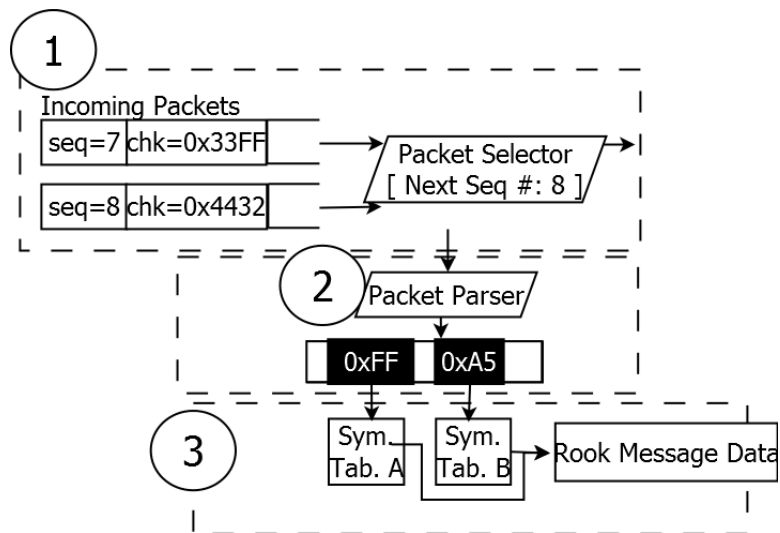 1
Incoming Packets
seq=7 chk=0x33FF
seq=8 chk=0x4432
Packet Selector
[ Next Seq #: 8 ]
2
Packet Parser
0xFF 0xA5
3
Sym. Tab. A
Sym. Tab. B
Rook Message Data